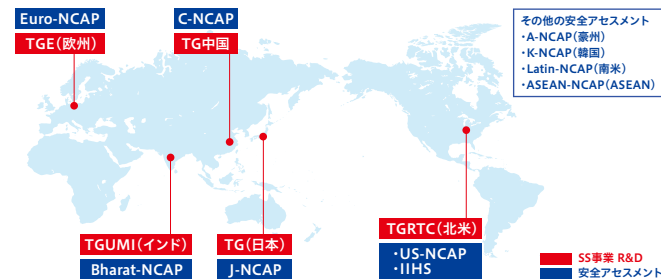 Euro-NCAP
TGE(欧州)
C-NCAP
TG中国
その他の安全アセスメント
・A-NCAP(豪州)
・K-NCAP(韓国)
・Latin-NCAP(南米)
・ASEAN-NCAP(ASEAN)
TGUMI(インド)
Bharat-NCAP
TG(日本)
J-NCAP
TGRTC(北米)
・US-NCAP
・IIHS
SS事業 R&D
安全アセスメント